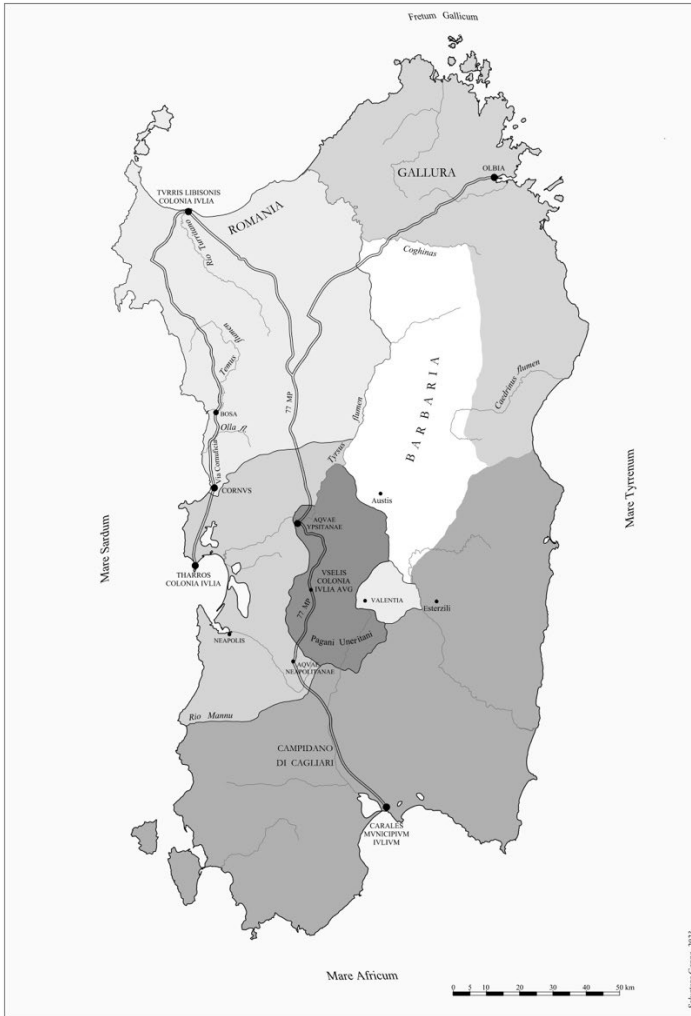 Fretum Gallicum
GALLURA
OLBIA
TVRRIS LIBISONIS
COLONIA IVLIA
ROMANIA
Rio Turritano
Coghinas
Temus flumen
Caedrinus flumen
BARBARIA
77 MP
BOSA
Olla fl
Via Cornuficia
Tyrsus flumen
CORNVS
Austis
AQVAE
YPSITANAE
Mare Sardum
Mare Tyrrenum
THARROS
COLONIA IVLIA
VSELIS
COLONIA
IVLIA AVG
VALENTIA
Esterzili
77 MP
NEAPOLIS
Pagani Uneritani
AQVAE
NEAPOLITANAE
Rio Mannu
CAMPIDANO
DI CAGLIARI
CARALES
MVNICIPIVM
IVLIVM
Mare Africum
0 5 10 20 30 40 50 km